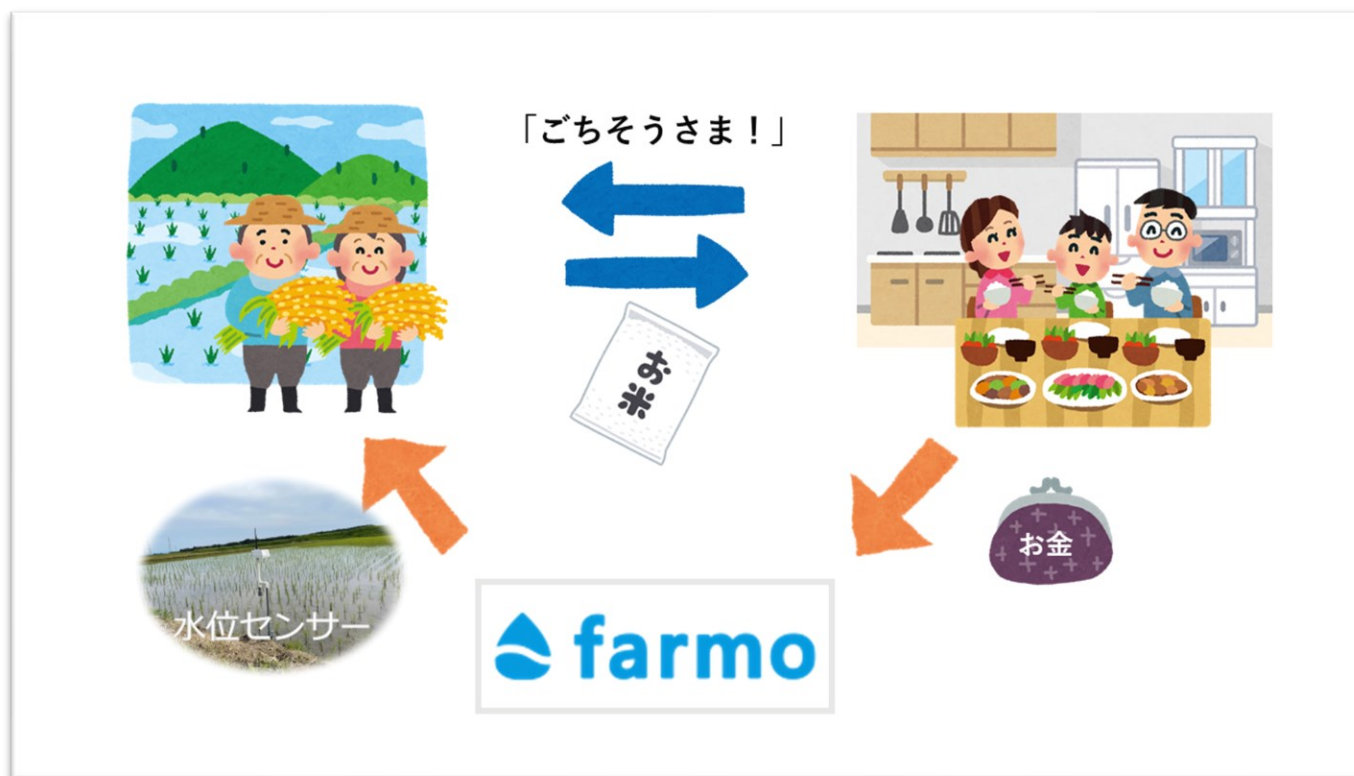 「ごちそうさま！」
お米
お金
水位センサー
farmo